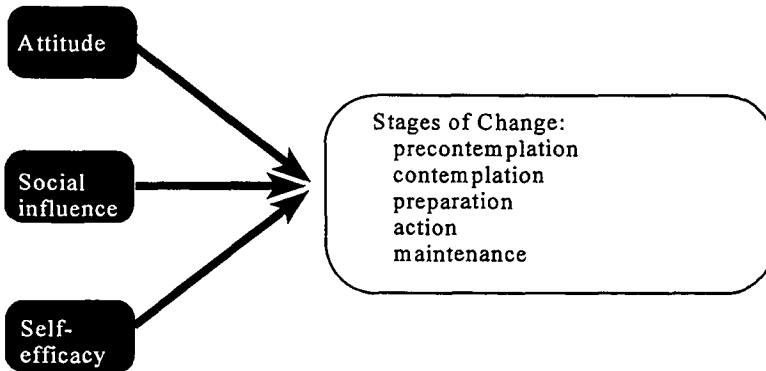 Attitude
Social
influence
Self-
efficacy
Stages of Change:
precontemplation
contemplation
preparation
action
maintenance